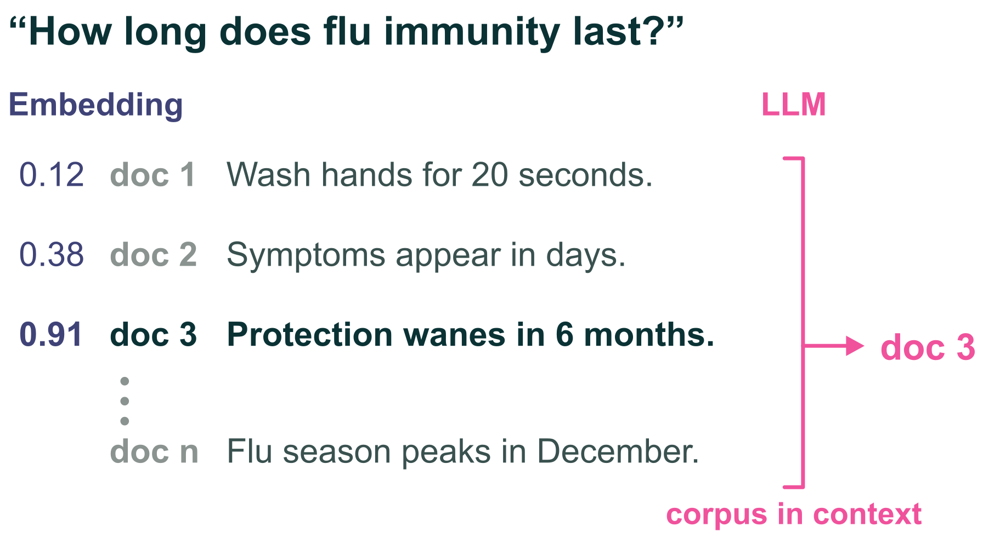 “How long does flu immunity last?”
Embedding LLM
0.12 doc 1 Wash hands for 20 seconds.
0.38 doc 2 Symptoms appear in days.
0.91 doc 3 Protection wanes in 6 months.
doc 3
doc n Flu season peaks in December.
corpus in context